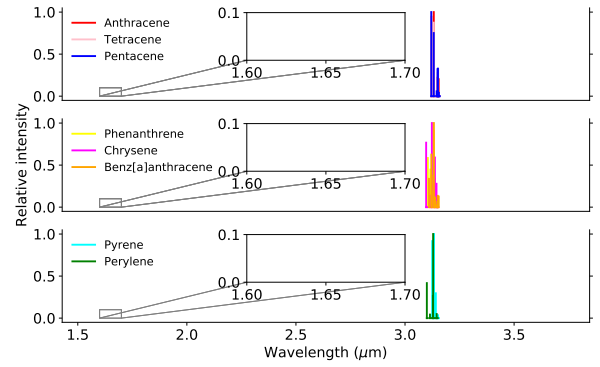 1.0
0.5
0.0
Anthracene
Tetracene
Pentacene
0.1
0.0
1.60 1.65 1.70
Relative intensity
1.0
0.5
0.0
Phenanthrene
Chrysene
Benz[a]anthracene
0.1
0.0
1.60 1.65 1.70
1.0
0.5
0.0
Pyrene
Perylene
0.1
0.0
1.60 1.65 1.70
1.5 2.0 2.5 3.0 3.5
Wavelength (μm)